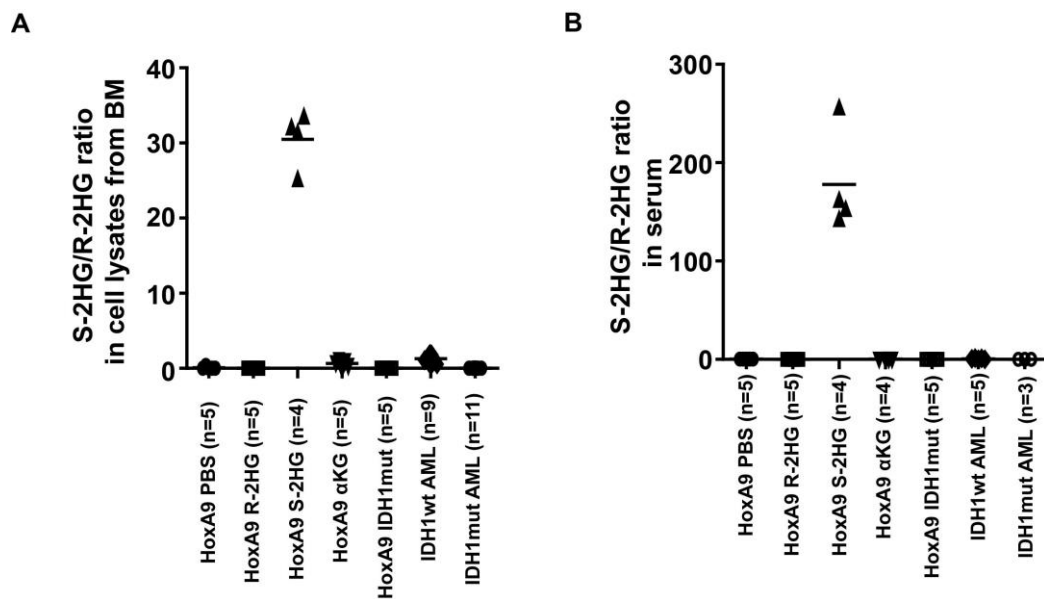 A
S-2HG/R-2HG ratio
in cell lysates from BM
40
30
20
10
0
HoxA9 PBS (n=5)
HoxA9 R-2HG (n=5)
HoxA9 S-2HG (n=4)
HoxA9 αKG (n=5)
HoxA9 IDH1mut (n=5)
IDH1wt AML (n=9)
IDH1mut AML (n=11)
B
S-2HG/R-2HG ratio
in serum
300
200
100
0
HoxA9 PBS (n=5)
HoxA9 R-2HG (n=5)
HoxA9 S-2HG (n=4)
HoxA9 αKG (n=4)
HoxA9 IDH1mut (n=5)
IDH1wt AML (n=5)
IDH1mut AML (n=3)